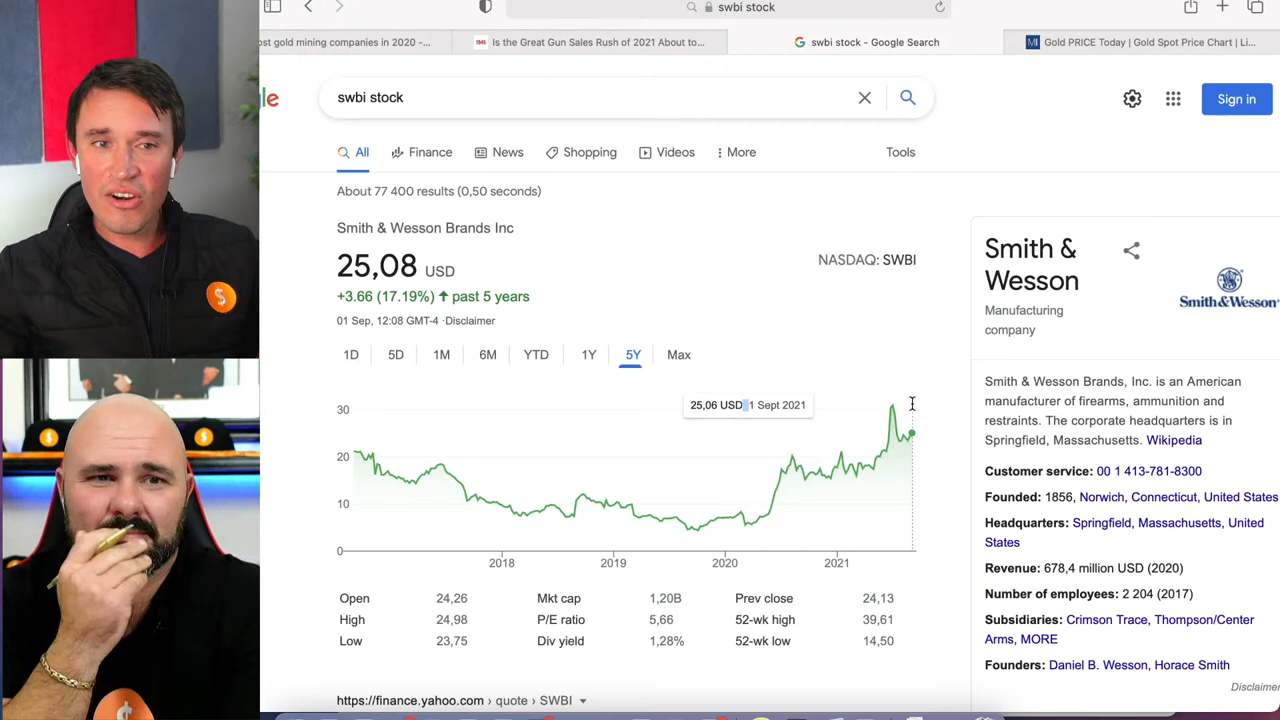 swbi stock
ost gold mining companies in 2020 -...
Is the Great Gun Sales Rush of 2021 About to...
swbi stock - Google Search
Gold PRICE Today | Gold Spot Price Chart | Li...
le
swbi stock
Sign in
All
Finance
News
Shopping
Videos
More
Tools
About 77 400 results (0,50 seconds)
Smith & Wesson Brands Inc
25,08 USD
NASDAQ: SWBI
+3.66 (17.19%) ↑ past 5 years
01 Sep, 12:08 GMT-4 · Disclaimer
1D 5D 1M 6M YTD 1Y 5Y Max
25,06 USD 1 Sept 2021
30
20
10
0
2018 2019 2020 2021
Open 24,26 Mkt cap 1,20B Prev close 24,13
High 24,98 P/E ratio 5,66 52-wk high 39,61
Low 23,75 Div yield 1,28% 52-wk low 14,50
https://finance.yahoo.com › quote › SWBI
Smith &
Wesson
Manufacturing
company
Smith & Wesson
Smith & Wesson Brands, Inc. is an American
manufacturer of firearms, ammunition and
restraints. The corporate headquarters is in
Springfield, Massachusetts. Wikipedia
Customer service: 00 1 413-781-8300
Founded: 1856, Norwich, Connecticut, United States
Headquarters: Springfield, Massachusetts, United
States
Revenue: 678,4 million USD (2020)
Number of employees: 2 204 (2017)
Subsidiaries: Crimson Trace, Thompson/Center
Arms, MORE
Founders: Daniel B. Wesson, Horace Smith
Disclaimer
$